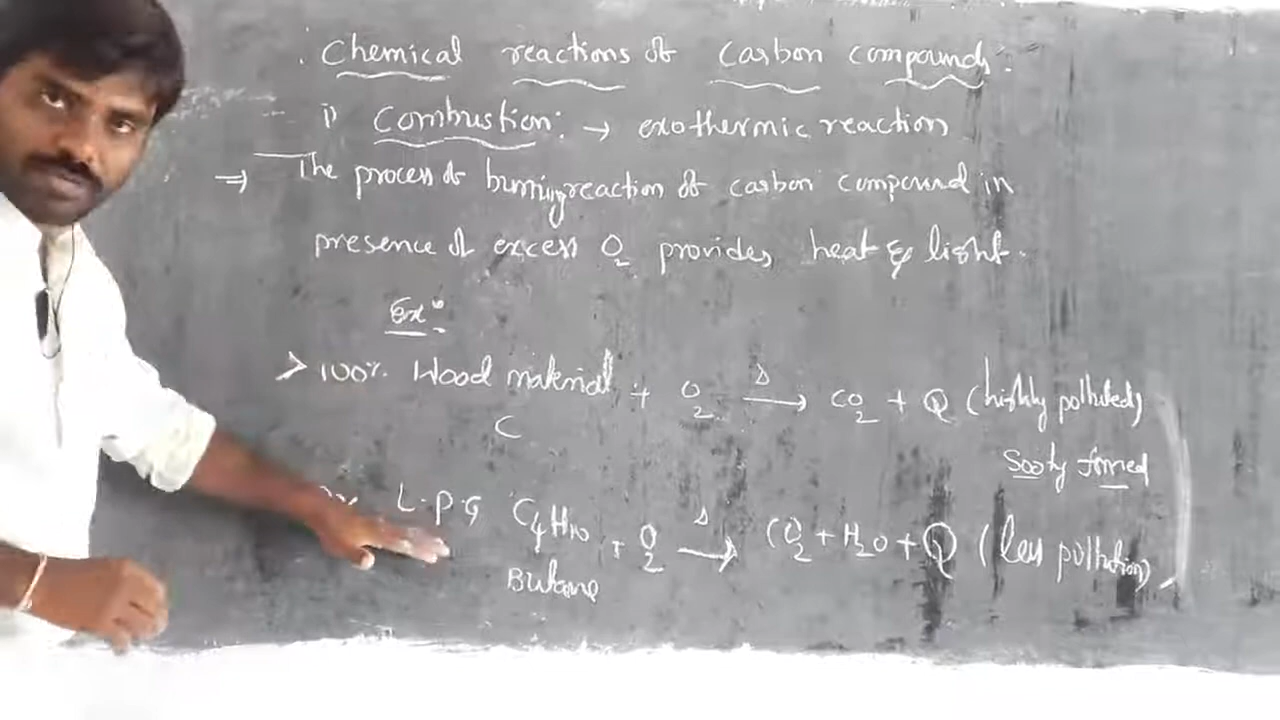 Chemical reactions of Carbon compounds:
1) Combustion: → exothermic reaction
⇒ The process of burning reaction of carbon compound in
presence of excess O₂ provides heat & light.
Ex:
> 100% Wood material + O₂ —Δ→ CO₂ + Q (highly polluted)
C
Sooty formed
L.P.G C₄H₁₀ + O₂ —Δ→ CO₂ + H₂O + Q (less pollution)
Butane